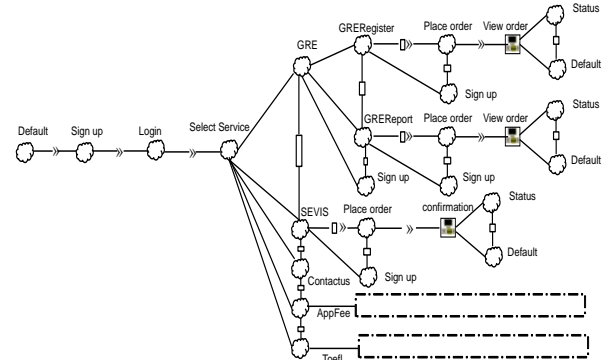 Status
GRERegister
Place order
View order
GRE
Default
Sign up
Status
Default
Sign up
Login
Select Service
GREReport
Place order
View order
Default
Sign up
Sign up
Status
SEVIS
Place order
confirmation
Default
Contactus
Sign up
AppFee
Toefl